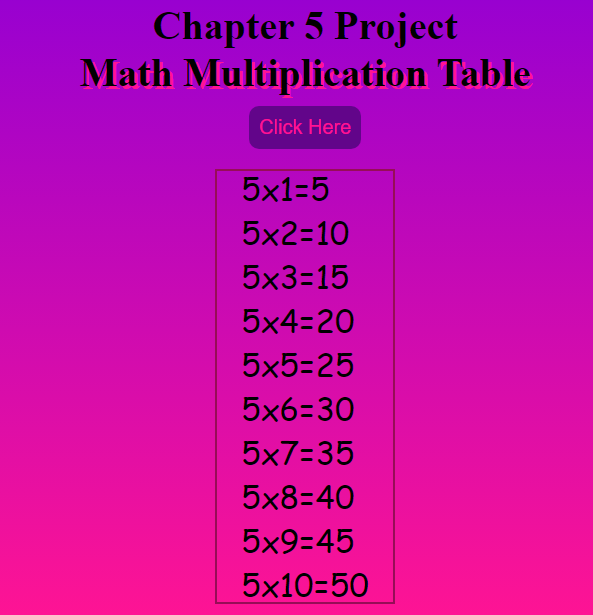 Chapter 5 Project
Math Multiplication Table
Click Here
5x1=5
5x2=10
5x3=15
5x4=20
5x5=25
5x6=30
5x7=35
5x8=40
5x9=45
5x10=50